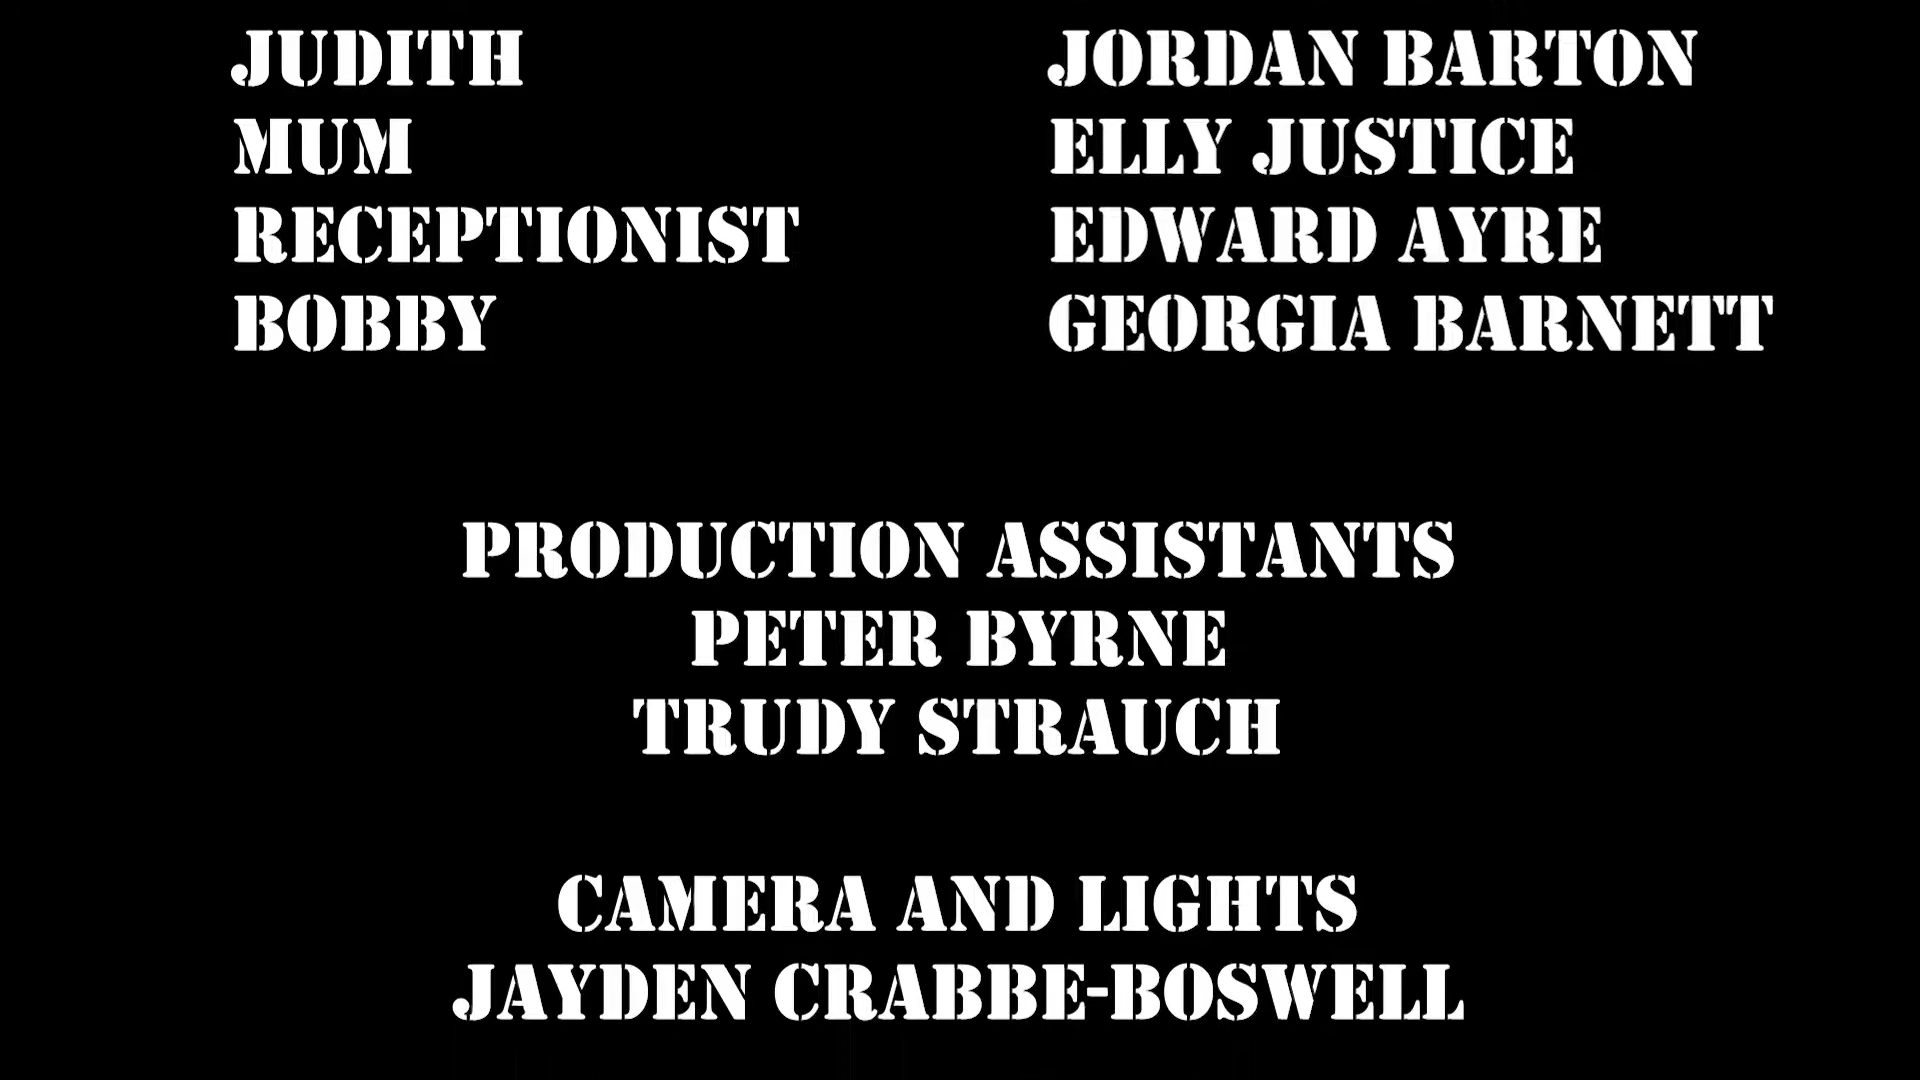 JUDITH JORDAN BARTON
MUM ELLY JUSTICE
RECEPTIONIST EDWARD AYRE
BOBBY GEORGIA BARNETT
PRODUCTION ASSISTANTS
PETER BYRNE
TRUDY STRAUCH
CAMERA AND LIGHTS
JAYDEN CRABBE-BOSWELL